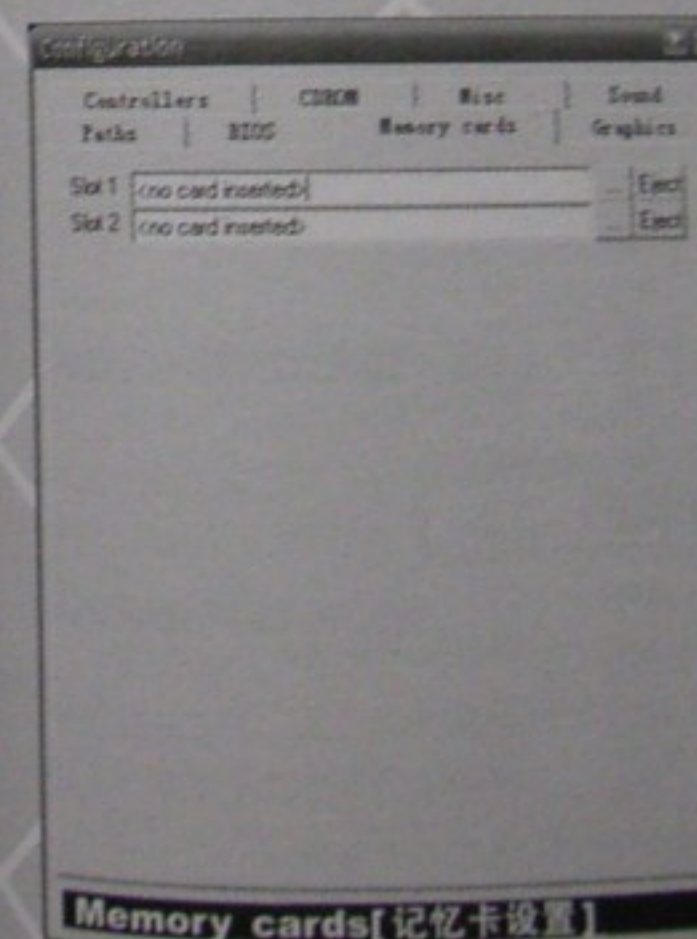 Configuration
Controllers CDROM Misc Sound
Paths BIOS Memory cards Graphics
Slot 1 <no card inserted> ... Eject
Slot 2 <no card inserted> ... Eject
Memory cards[记忆卡设置]